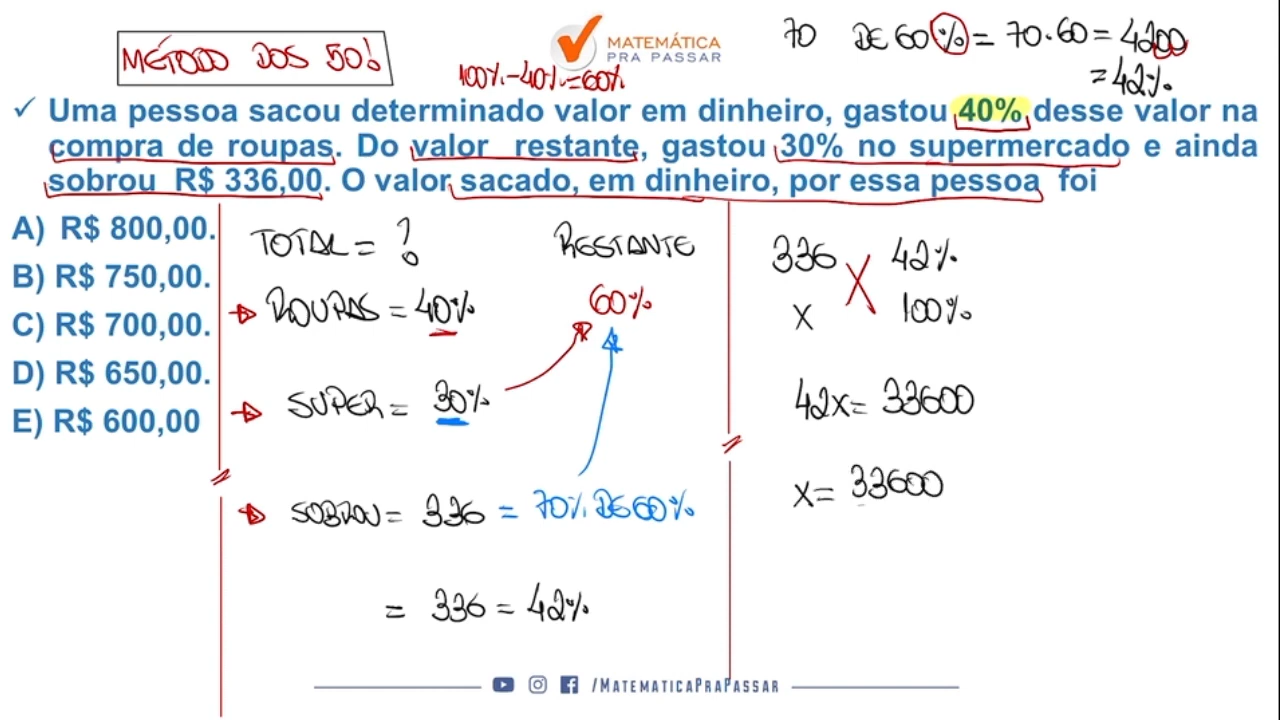 MÉTODO DOS 50!
MATEMÁTICA
PRA PASSAR
70 DE 60% = 70.60 = 4200
= 42%
100%-40%=60%
✓ Uma pessoa sacou determinado valor em dinheiro, gastou 40% desse valor na
compra de roupas. Do valor restante, gastou 30% no supermercado e ainda
sobrou R$ 336,00. O valor sacado, em dinheiro, por essa pessoa foi
A) R$ 800,00.
B) R$ 750,00.
C) R$ 700,00.
D) R$ 650,00.
E) R$ 600,00
TOTAL = ?
RESTANTE
ROUPAS = 40%
60%
SUPER = 30%
SOBROU = 336 = 70% DE 60%
= 336 = 42%
336 42%
x 100%
42x = 33600
x = 33600
/MATEMATICAPRAPASSAR